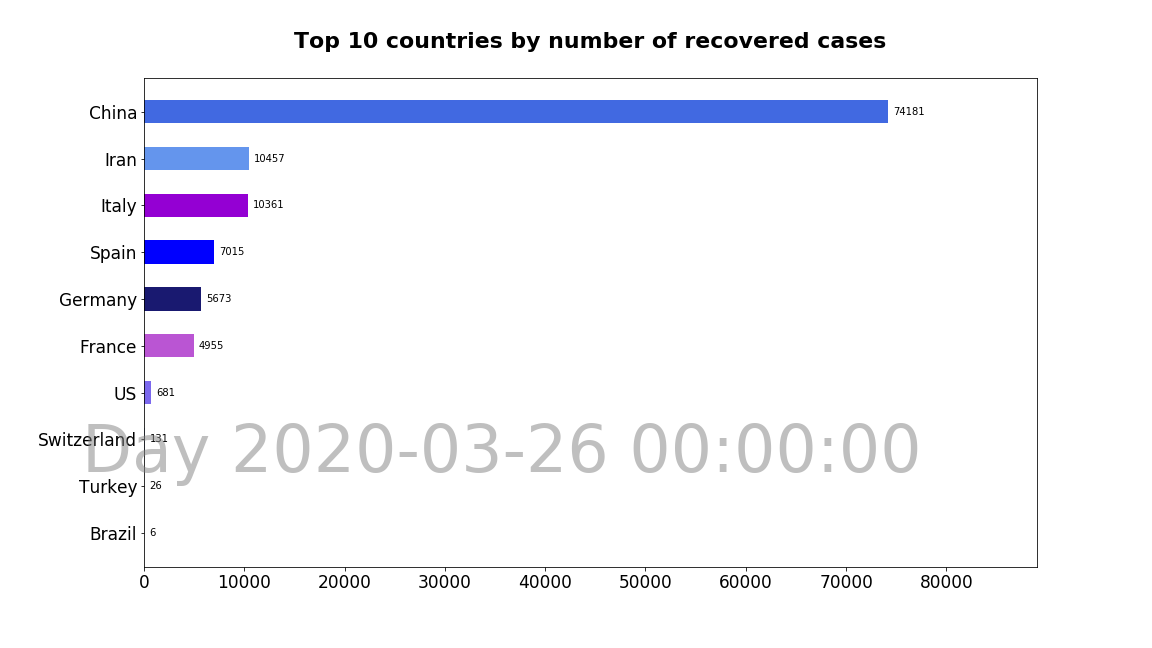 Top 10 countries by number of recovered cases
China 74181
Iran 10457
Italy 10361
Spain 7015
Germany 5673
France 4955
US 681
Switzerland 131
Day 2020-03-26 00:00:00
Turkey 26
Brazil 6
0 10000 20000 30000 40000 50000 60000 70000 80000